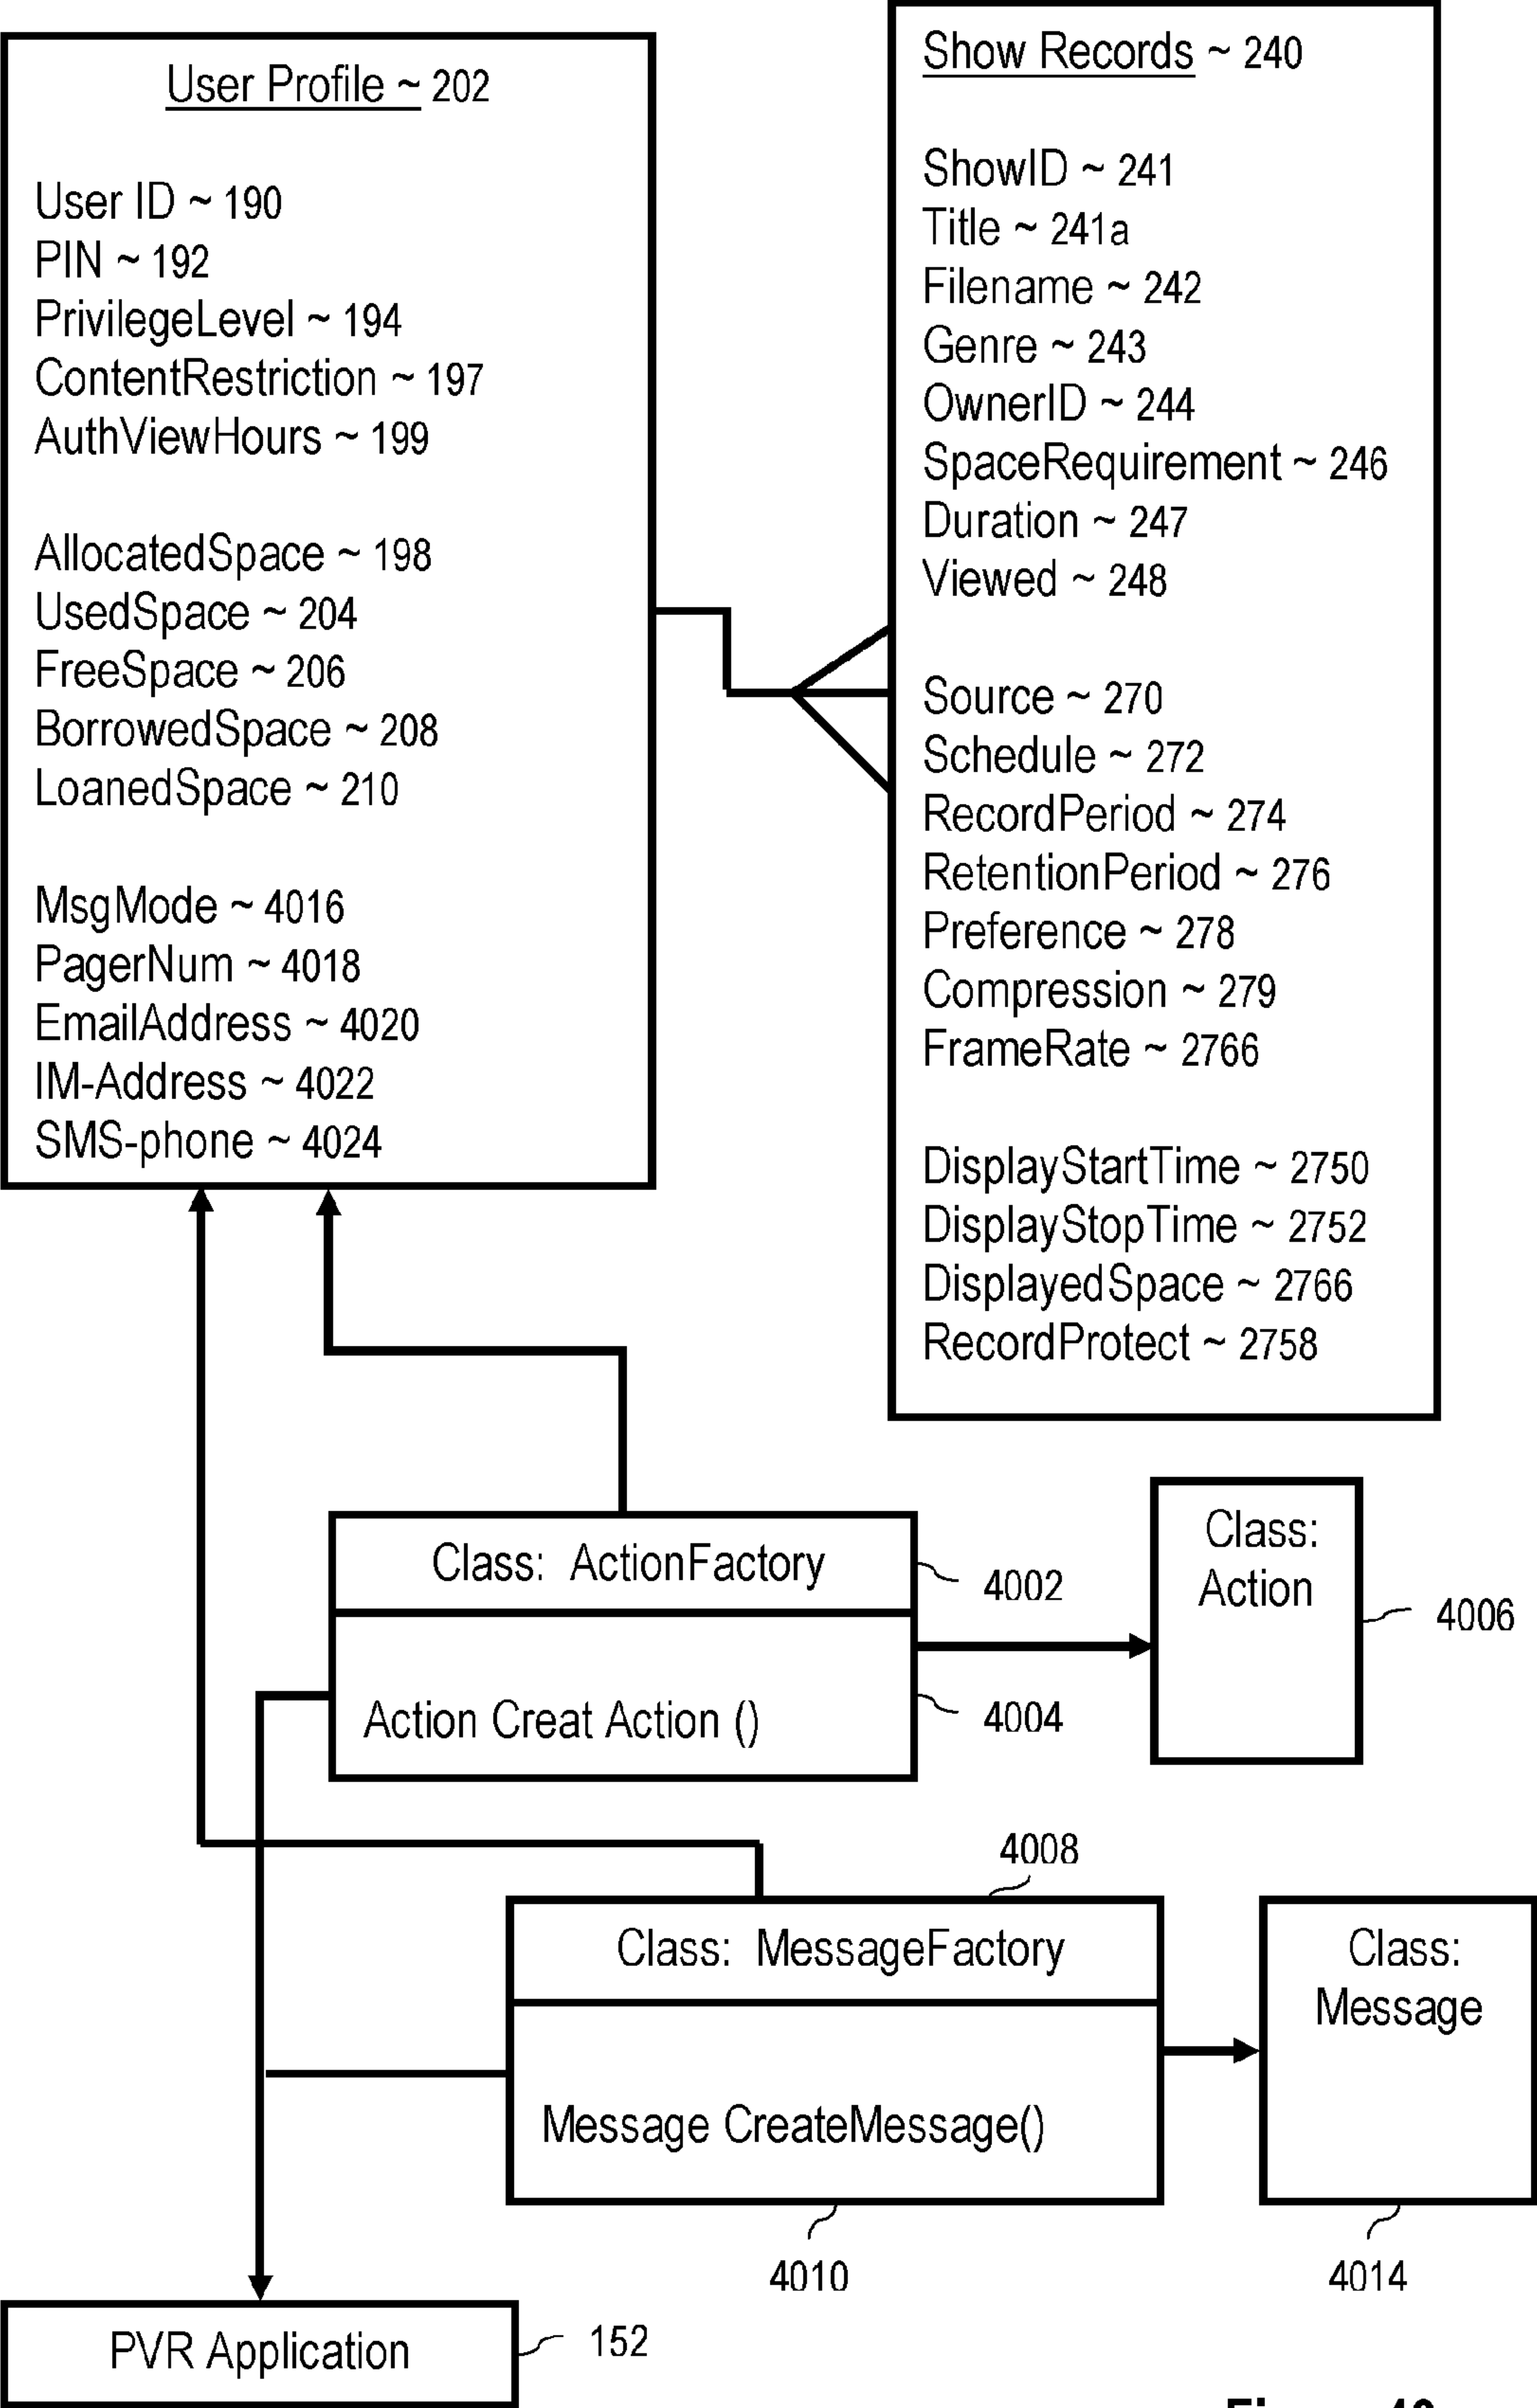 User Profile ~ 202
User ID ~ 190
PIN ~ 192
PrivilegeLevel ~ 194
ContentRestriction ~ 197
AuthViewHours ~ 199
AllocatedSpace ~ 198
UsedSpace ~ 204
FreeSpace ~ 206
BorrowedSpace ~ 208
LoanedSpace ~ 210
MsgMode ~ 4016
PagerNum ~ 4018
EmailAddress ~ 4020
IM-Address ~ 4022
SMS-phone ~ 4024
Show Records ~ 240
ShowID ~ 241
Title ~ 241a
Filename ~ 242
Genre ~ 243
OwnerID ~ 244
SpaceRequirement ~ 246
Duration ~ 247
Viewed ~ 248
Source ~ 270
Schedule ~ 272
RecordPeriod ~ 274
RetentionPeriod ~ 276
Preference ~ 278
Compression ~ 279
FrameRate ~ 2766
DisplayStartTime ~ 2750
DisplayStopTime ~ 2752
DisplayedSpace ~ 2766
RecordProtect ~ 2758
Class: ActionFactory
4002
Action Creat Action ()
4004
Class:
Action
4006
4008
Class: MessageFactory
Message CreateMessage()
4010
Class:
Message
4014
PVR Application
152